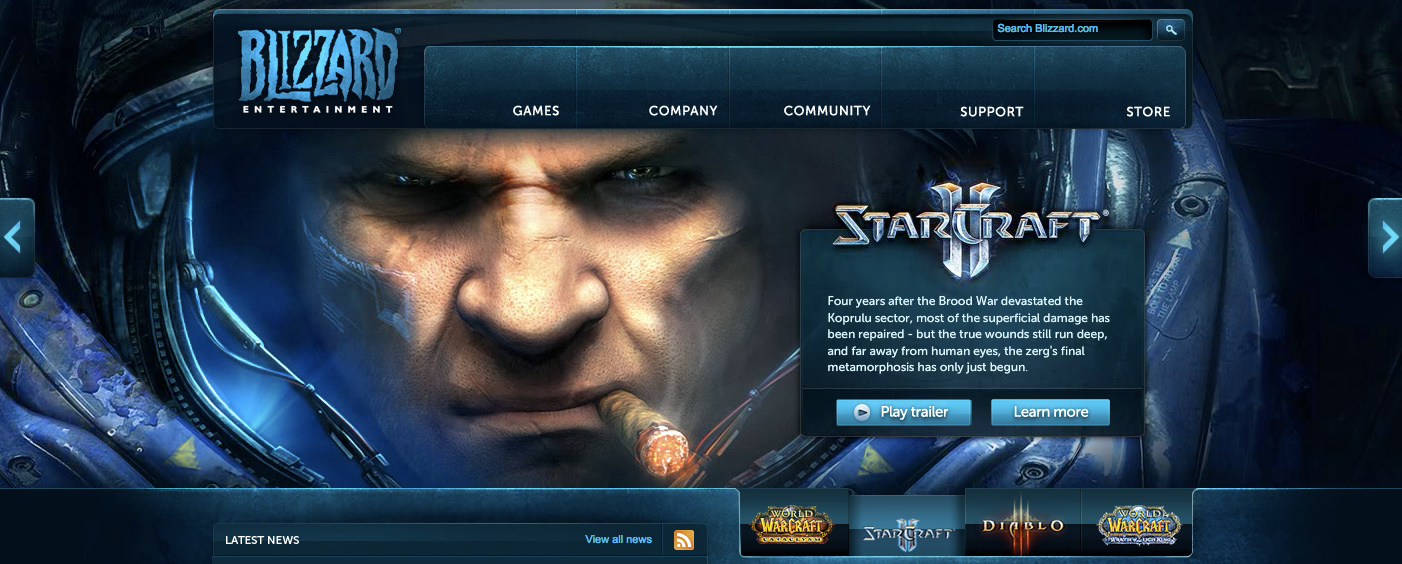 BLIZZARD
ENTERTAINMENT
Search Blizzard.com
GAMES
COMPANY
COMMUNITY
SUPPORT
STORE
STARCRAFT
II
Four years after the Brood War devastated the
Koprulu sector, most of the superficial damage has
been repaired - but the true wounds still run deep,
and far away from human eyes, the zerg's final
metamorphosis has only just begun.
Play trailer
Learn more
LATEST NEWS
View all news
WORLD
WARCRAFT
CATACLYSM
STARCRAFT
II
DIABLO
WORLD
WARCRAFT
WRATH OF THE LICH KING